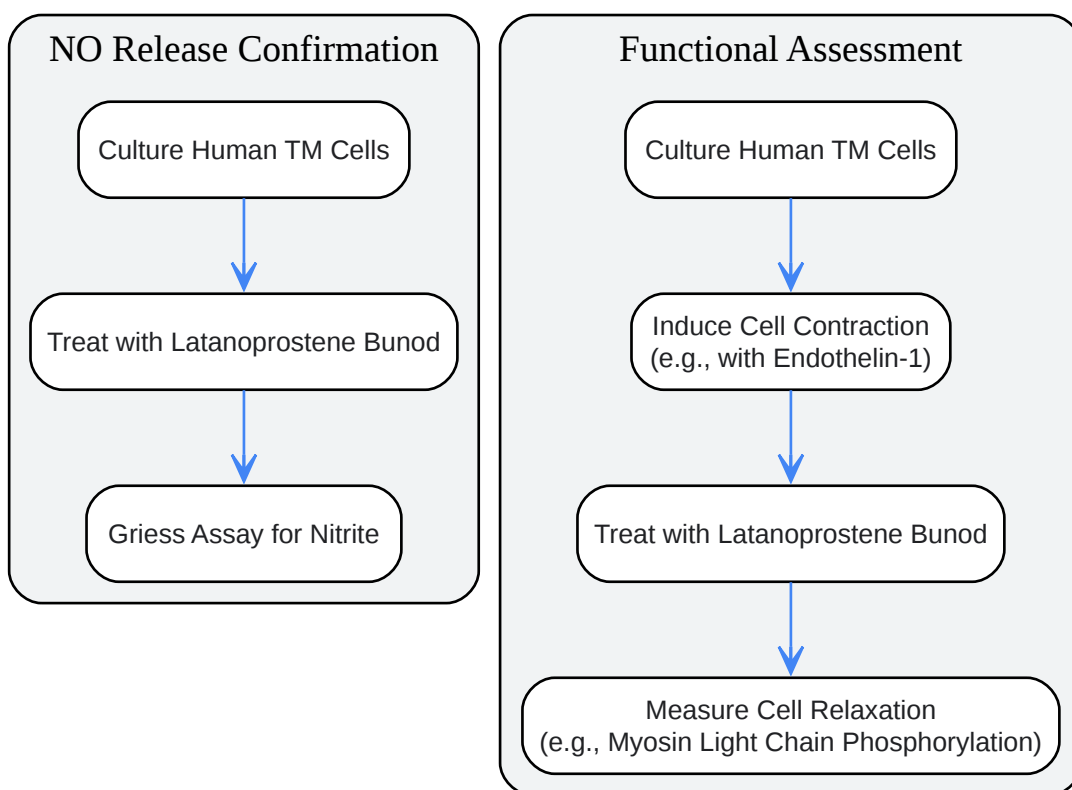 NO Release Confirmation
Culture Human TM Cells
Treat with Latanoprostene Bunod
Griess Assay for Nitrite
Functional Assessment
Culture Human TM Cells
Induce Cell Contraction
(e.g., with Endothelin-1)
Treat with Latanoprostene Bunod
Measure Cell Relaxation
(e.g., Myosin Light Chain Phosphorylation)